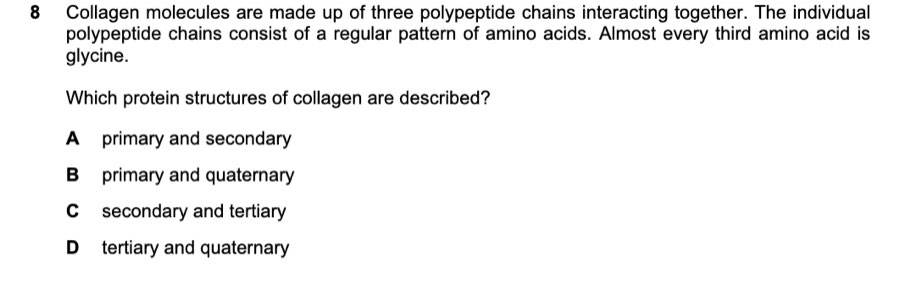 8 Collagen molecules are made up of three polypeptide chains interacting together. The individual
polypeptide chains consist of a regular pattern of amino acids. Almost every third amino acid is
glycine.
Which protein structures of collagen are described?
A primary and secondary
B primary and quaternary
C secondary and tertiary
D tertiary and quaternary